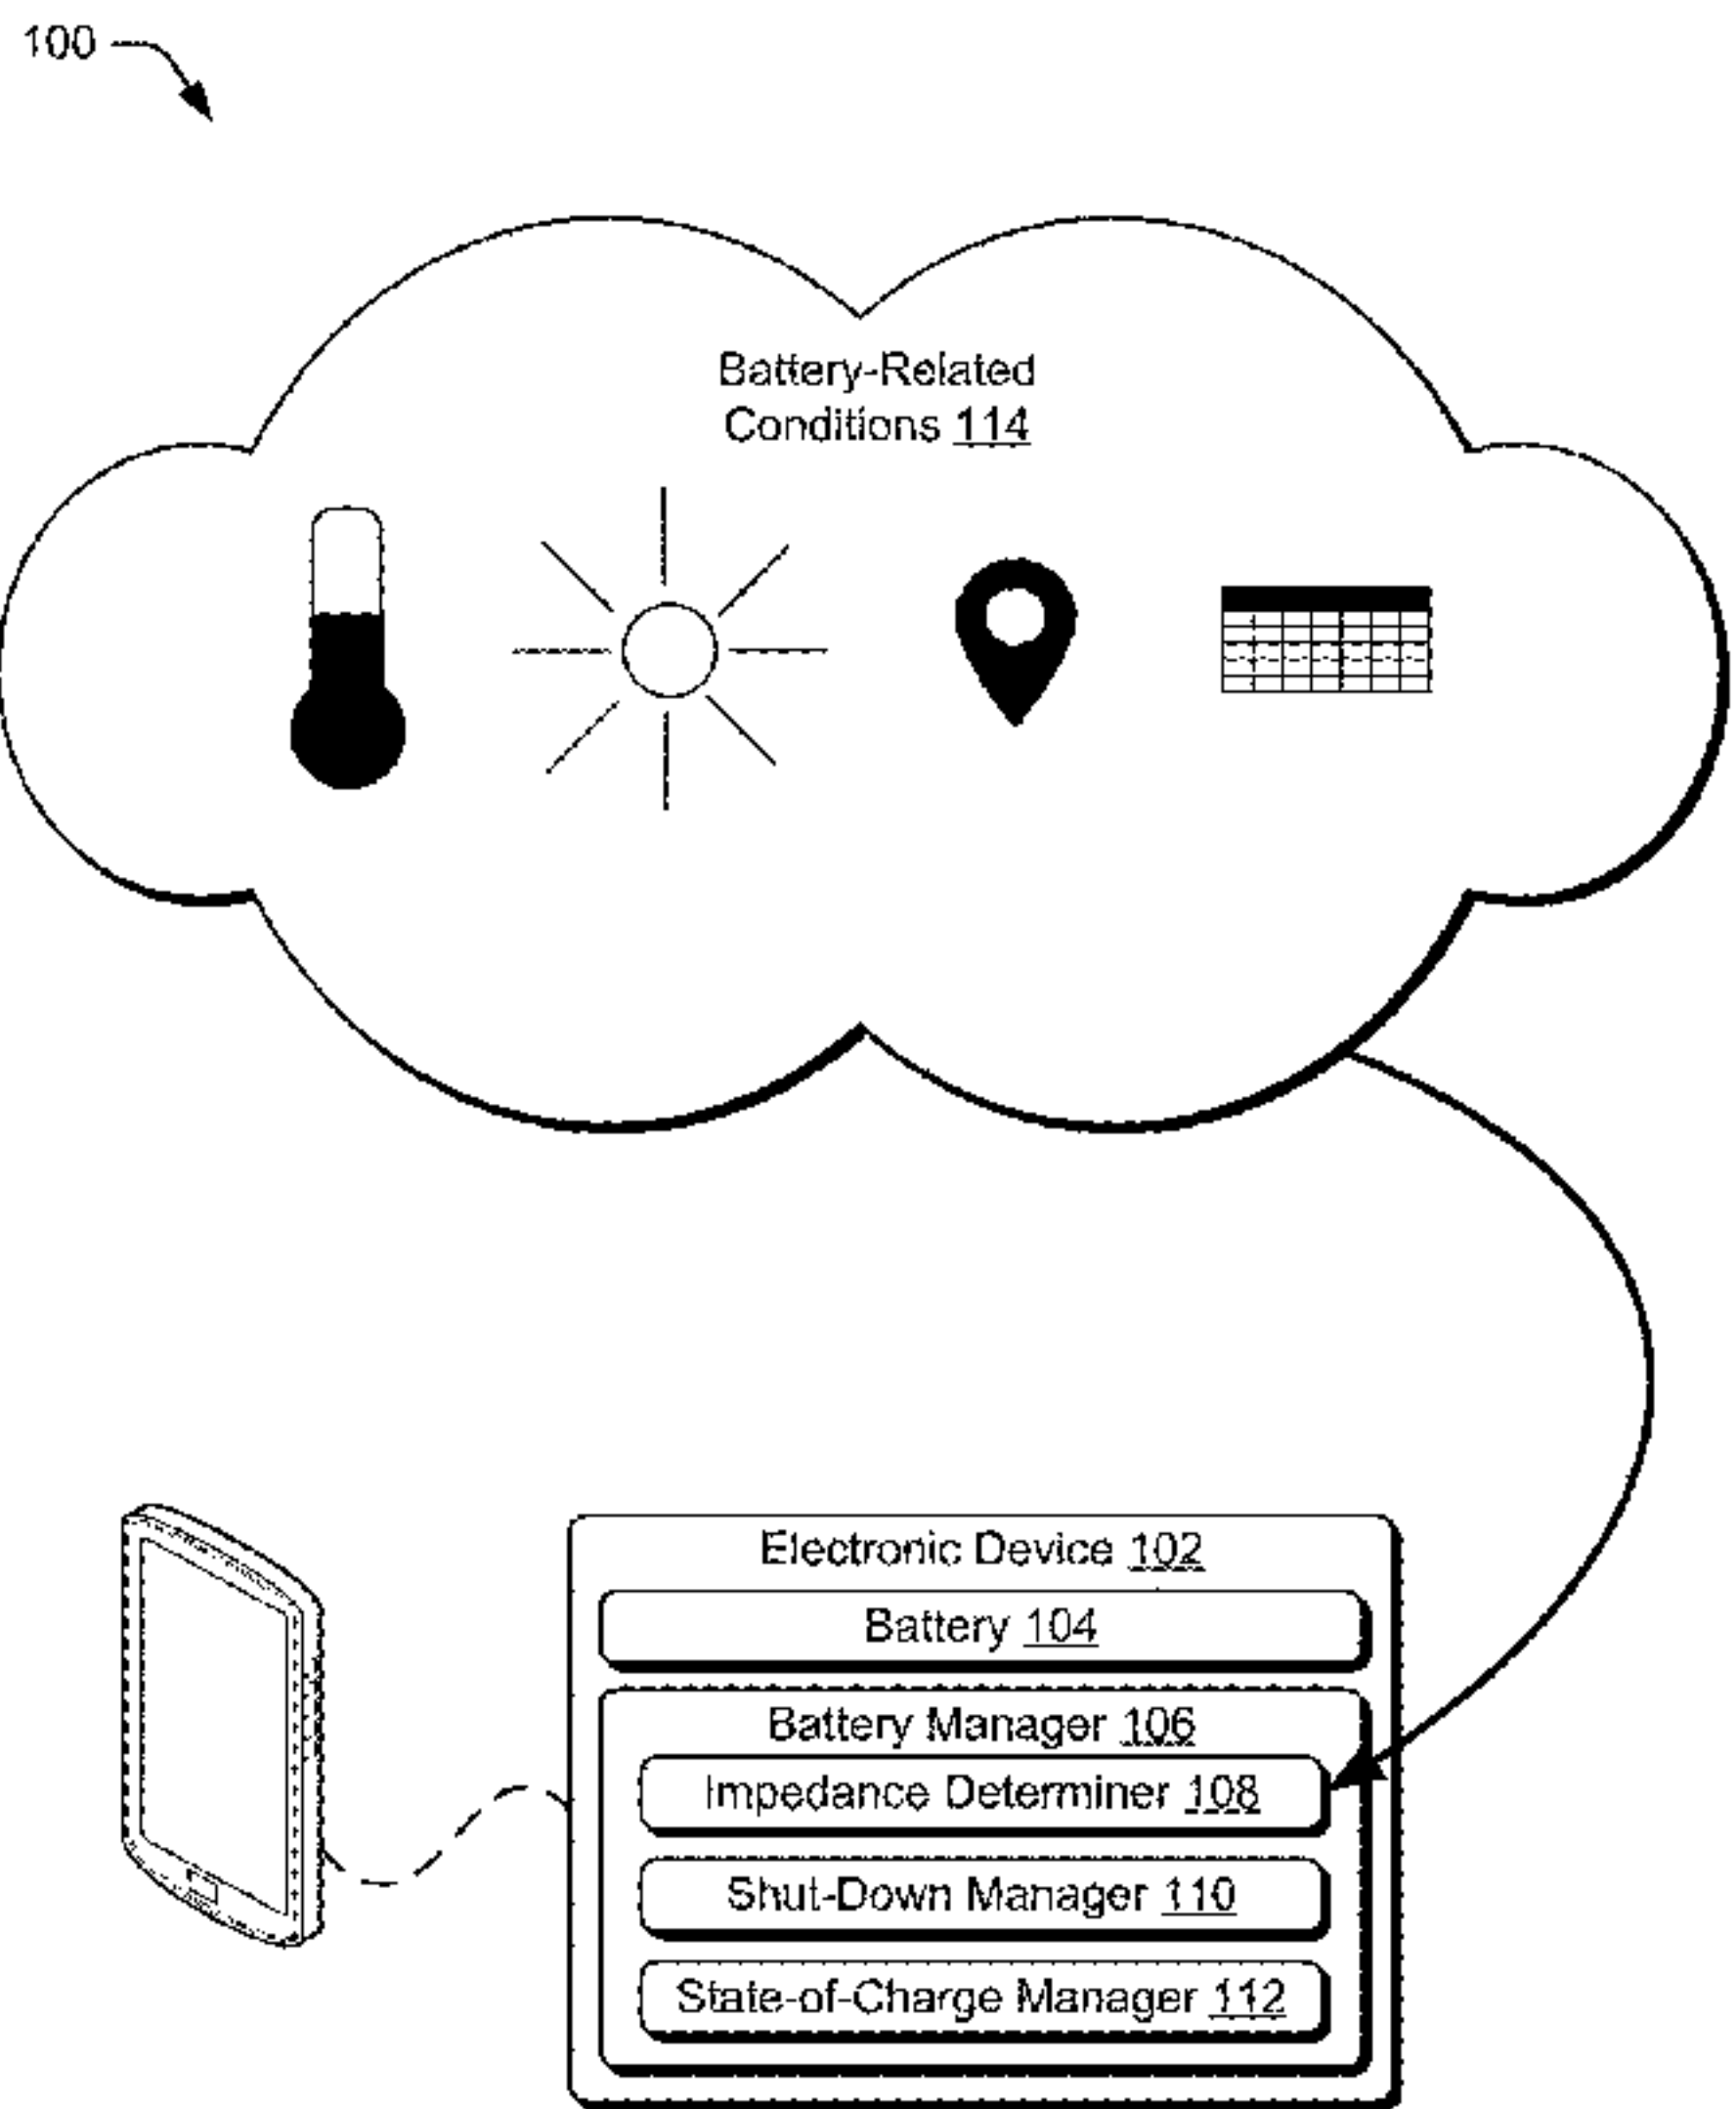 100
Battery-Related
Conditions 114
Electronic Device 102
Battery 104
Battery Manager 106
Impedance Determiner 108
Shut-Down Manager 110
State-of-Charge Manager 112